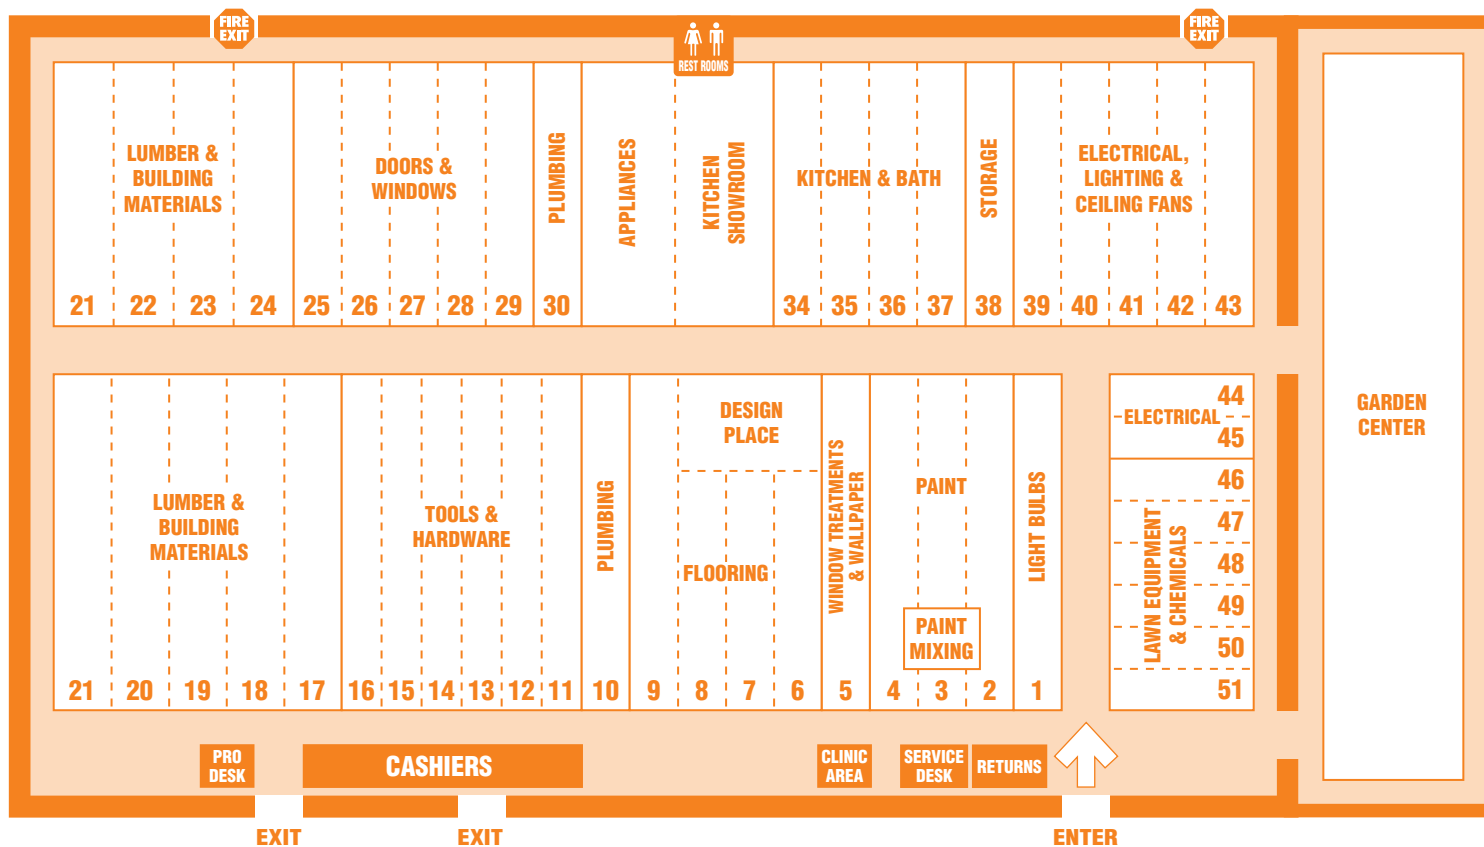 FIRE
EXIT
FIRE
EXIT
REST ROOMS
LUMBER &
BUILDING
MATERIALS
DOORS &
WINDOWS
PLUMBING
APPLIANCES
KITCHEN
SHOWROOM
KITCHEN & BATH
STORAGE
ELECTRICAL,
LIGHTING &
CEILING FANS
21 22 23 24 25 26 27 28 29 30 34 35 36 37 38 39 40 41 42 43
GARDEN
CENTER
LUMBER &
BUILDING
MATERIALS
TOOLS &
HARDWARE
PLUMBING
DESIGN
PLACE
FLOORING
WINDOW TREATMENTS
& WALLPAPER
PAINT
PAINT
MIXING
LIGHT BULBS
44
ELECTRICAL
45
46
47
48
49
50
51
LAWN EQUIPMENT
& CHEMICALS
21 20 19 18 17 16 15 14 13 12 11 10 9 8 7 6 5 4 3 2 1
PRO
DESK
CASHIERS
CLINIC
AREA
SERVICE
DESK
RETURNS
EXIT
EXIT
ENTER